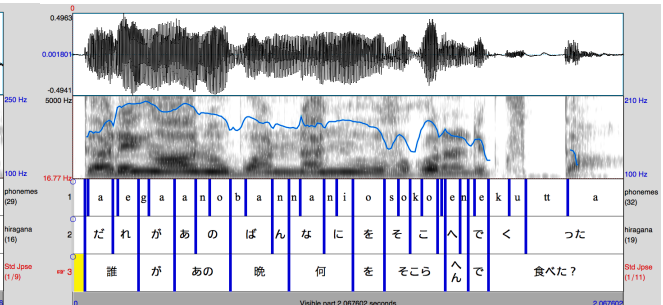 0.4963
0.001801
-0.4941
250 Hz 5000 Hz 210 Hz
100 Hz 16.77 Hz 100 Hz
phonemes (29) 1 a e g a a n o b a n n a n i o s o k o e n e k u tt a phonemes (32)
hiragana (16) 2 だ れ が あ の ばんなに を そ こ へ で く った hiragana (19)
Std Jpse (1/9) 3 誰 が あの 晩 何 を そこら へん で 食べた？ Std Jpse (1/11)
0 Visible part 2.067602 seconds 2.067602